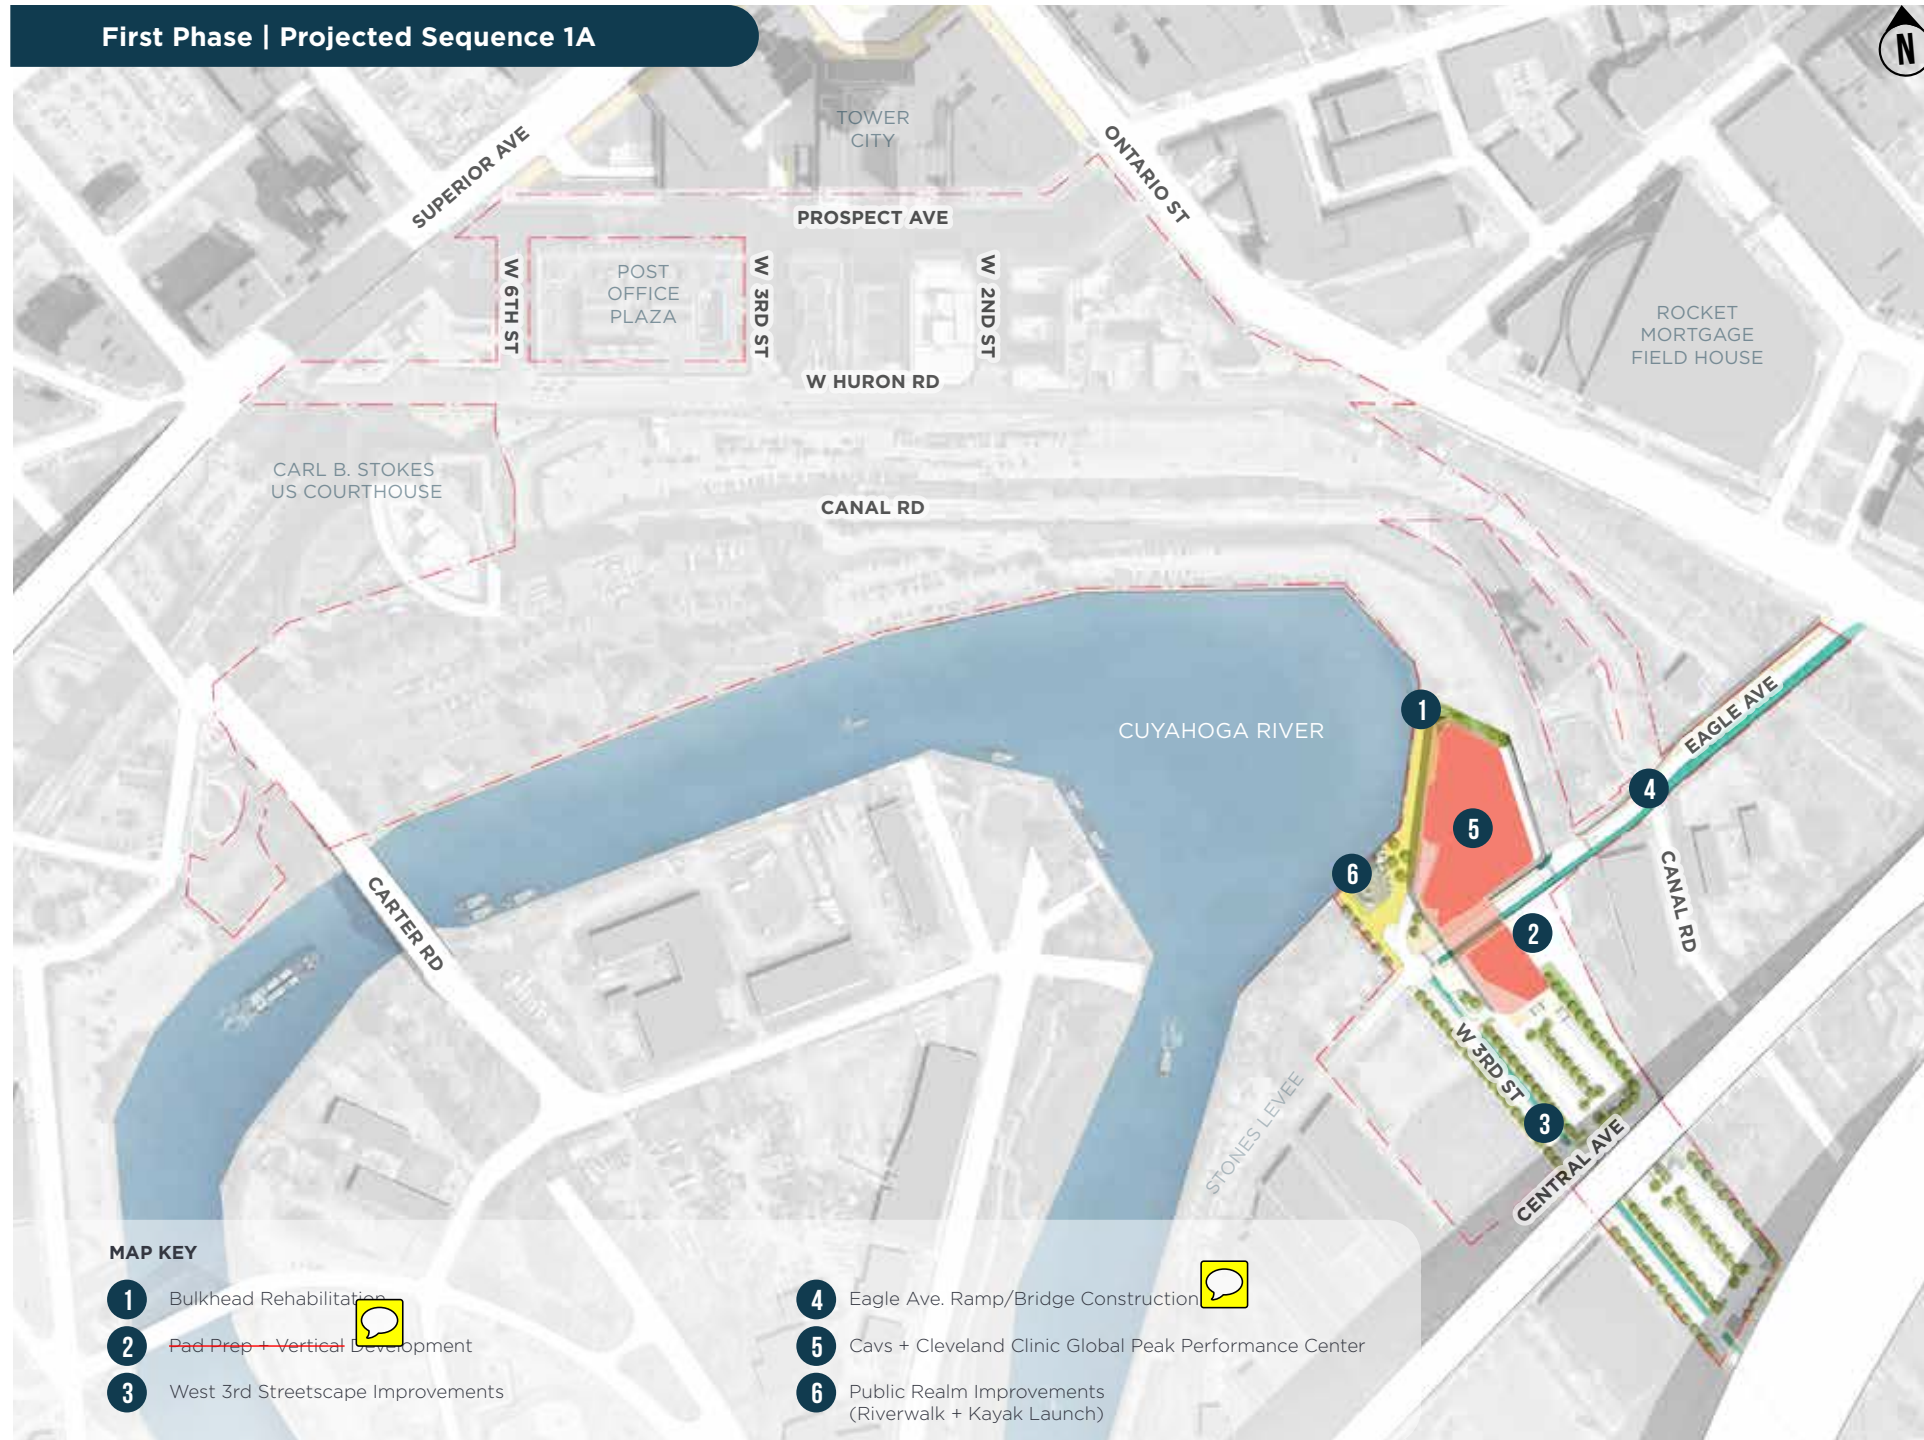 First Phase | Projected Sequence 1A
N
TOWER
CITY
SUPERIOR AVE
ONTARIO ST
PROSPECT AVE
W 6TH ST
POST
OFFICE
PLAZA
W 3RD ST
W 2ND ST
ROCKET
MORTGAGE
FIELD HOUSE
W HURON RD
CARL B. STOKES
US COURTHOUSE
CANAL RD
CUYAHOGA RIVER
1
EAGLE AVE
4
5
6
CARTER RD
CANAL RD
2
W 3RD ST
STONES LEVEE
3
CENTRAL AVE
MAP KEY
1 Bulkhead Rehabilitation
2 Pad Prep + Vertical Development
3 West 3rd Streetscape Improvements
4 Eagle Ave. Ramp/Bridge Construction
5 Cavs + Cleveland Clinic Global Peak Performance Center
6 Public Realm Improvements
(Riverwalk + Kayak Launch)